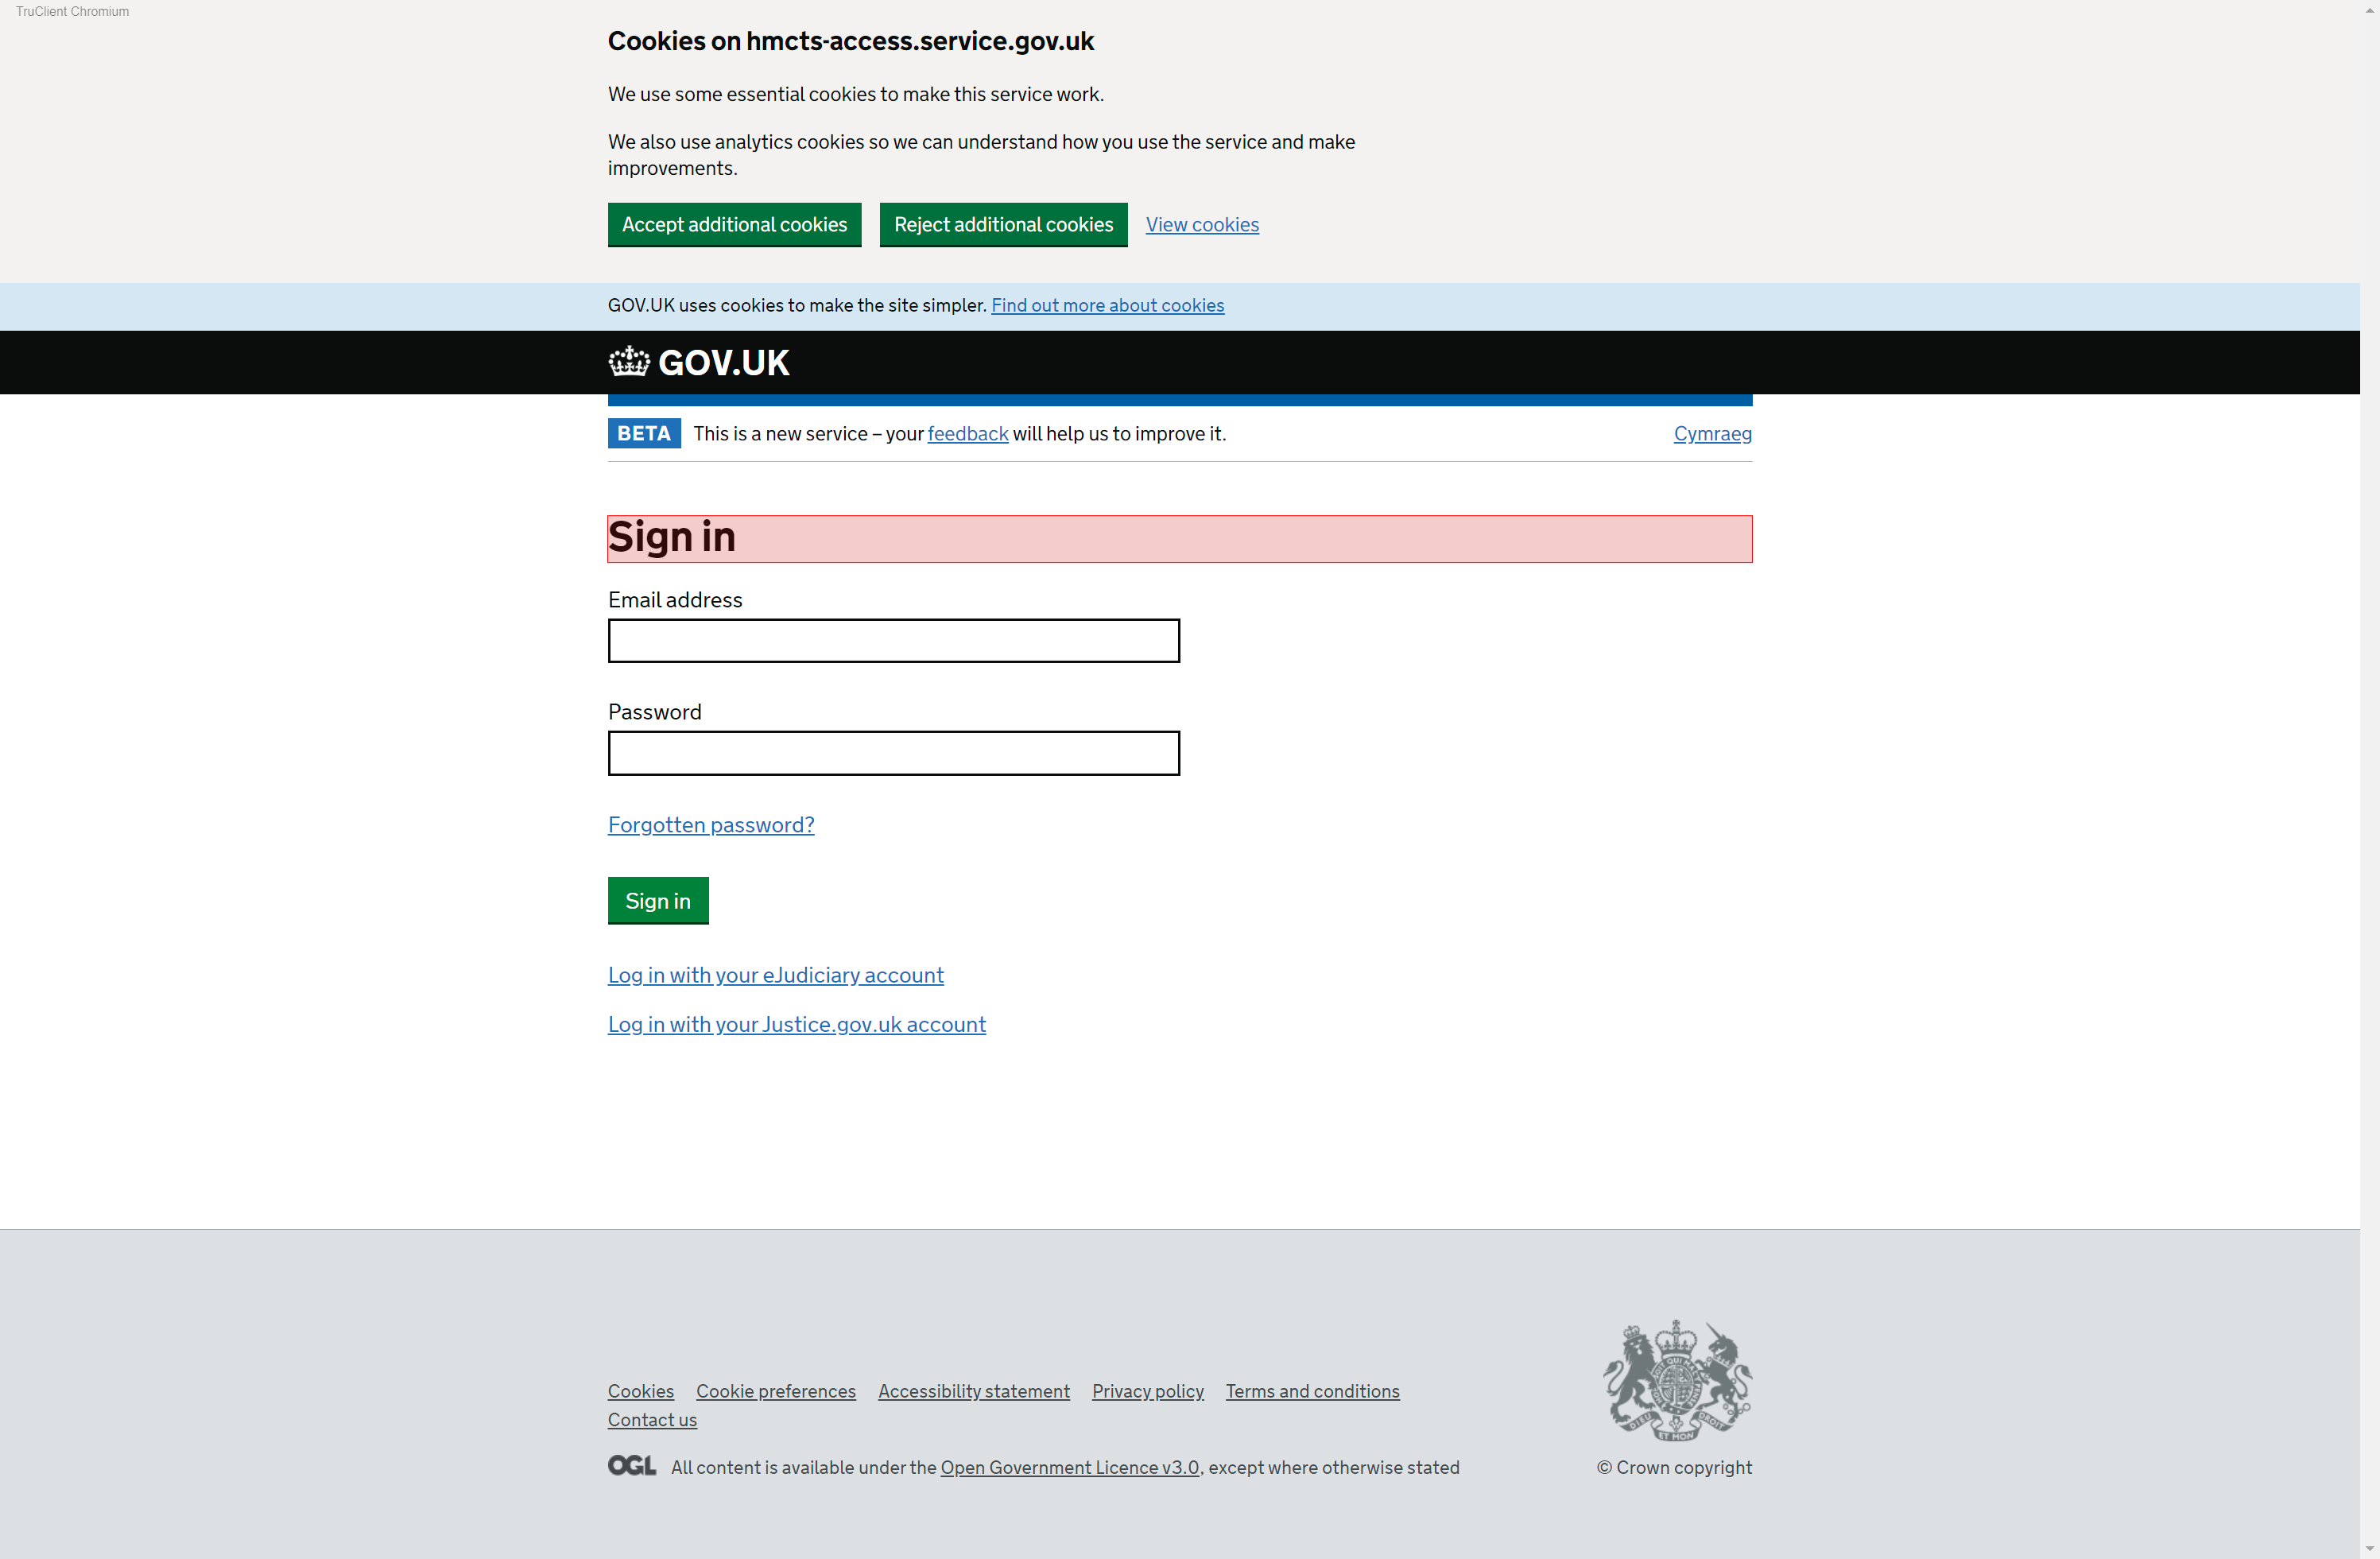 TruClient Chromium
Cookies on hmcts-access.service.gov.uk
We use some essential cookies to make this service work.
We also use analytics cookies so we can understand how you use the service and make
improvements.
Accept additional cookies Reject additional cookies View cookies
GOV.UK uses cookies to make the site simpler. Find out more about cookies
GOV.UK
BETA This is a new service – your feedback will help us to improve it. Cymraeg
Sign in
Email address
Password
Forgotten password?
Sign in
Log in with your eJudiciary account
Log in with your Justice.gov.uk account
Cookies Cookie preferences Accessibility statement Privacy policy Terms and conditions
Contact us
OGL All content is available under the Open Government Licence v3.0, except where otherwise stated
© Crown copyright